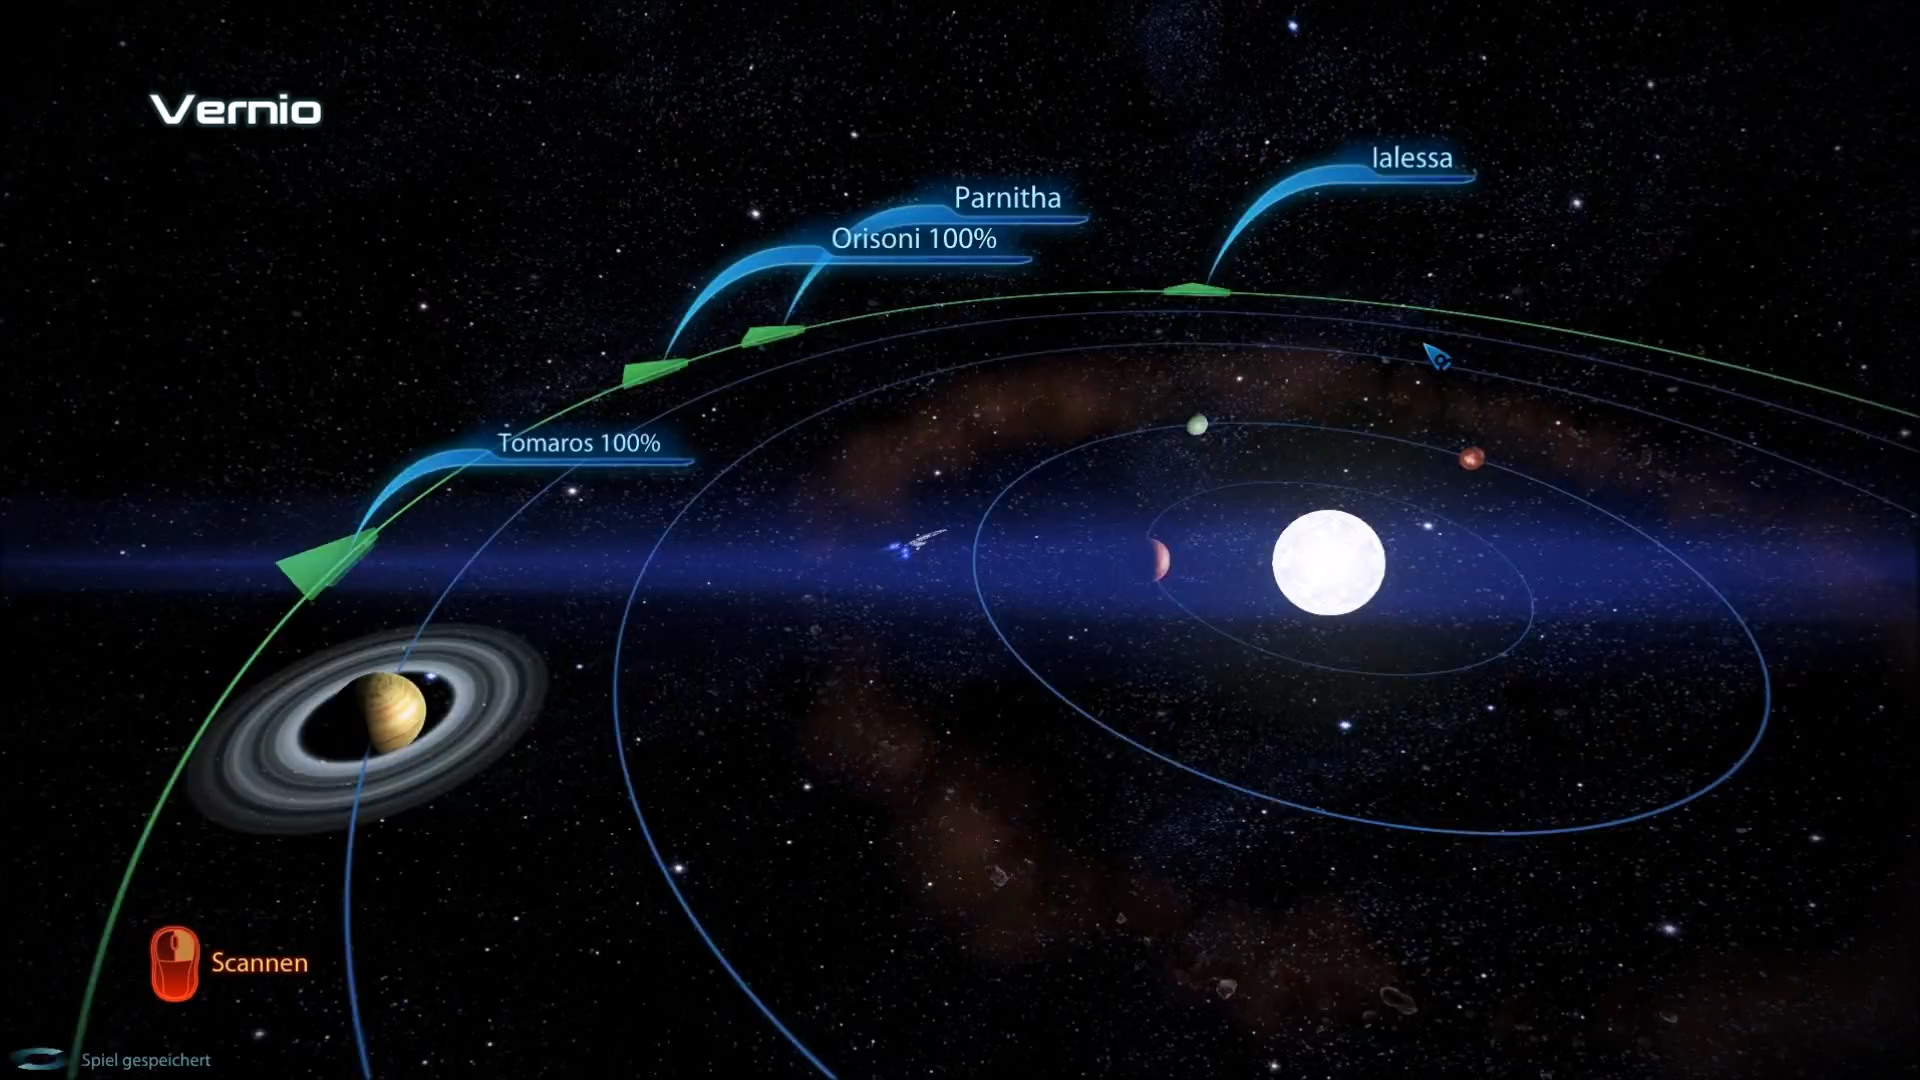 Vernio
Ialessa
Parnitha
Orisoni 100%
Tomaros 100%
Scannen
Spiel gespeichert